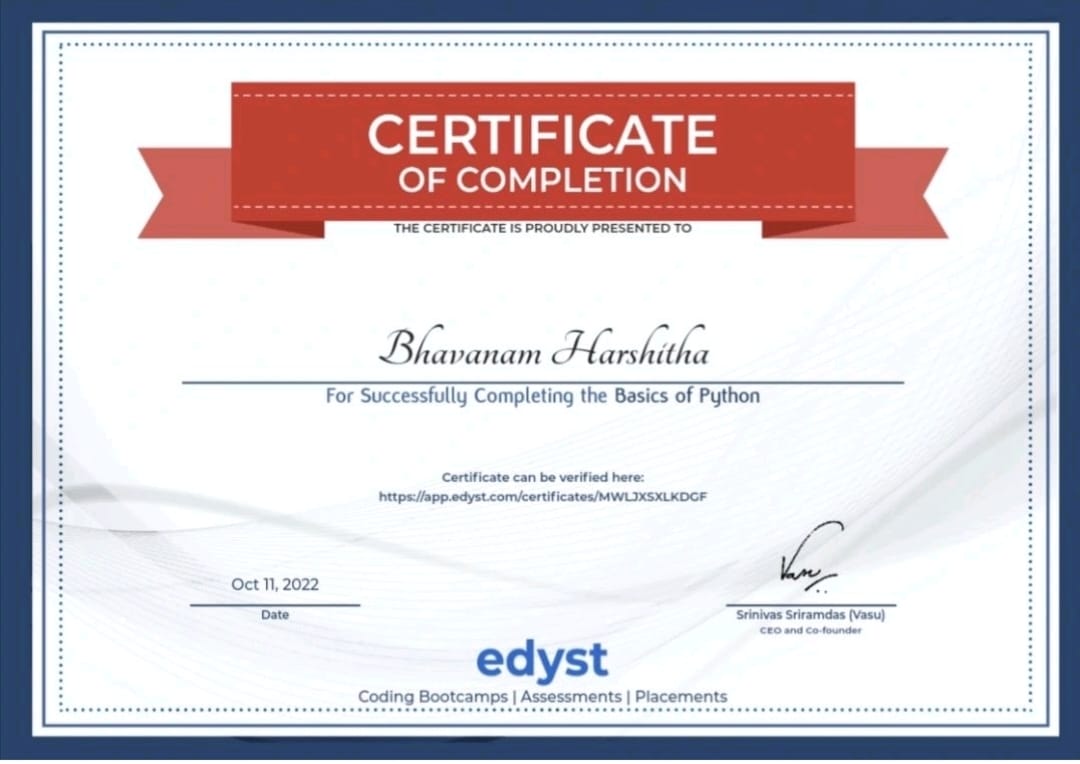 CERTIFICATE
OF COMPLETION
THE CERTIFICATE IS PROUDLY PRESENTED TO
Bhavanam Harshitha
For Successfully Completing the Basics of Python
Certificate can be verified here:
https://app.edyst.com/certificates/MWLJXSXLKDGF
Oct 11, 2022
Date
Vasu
Srinivas Sriramdas (Vasu)
CEO and Co-founder
edyst
Coding Bootcamps | Assessments | Placements